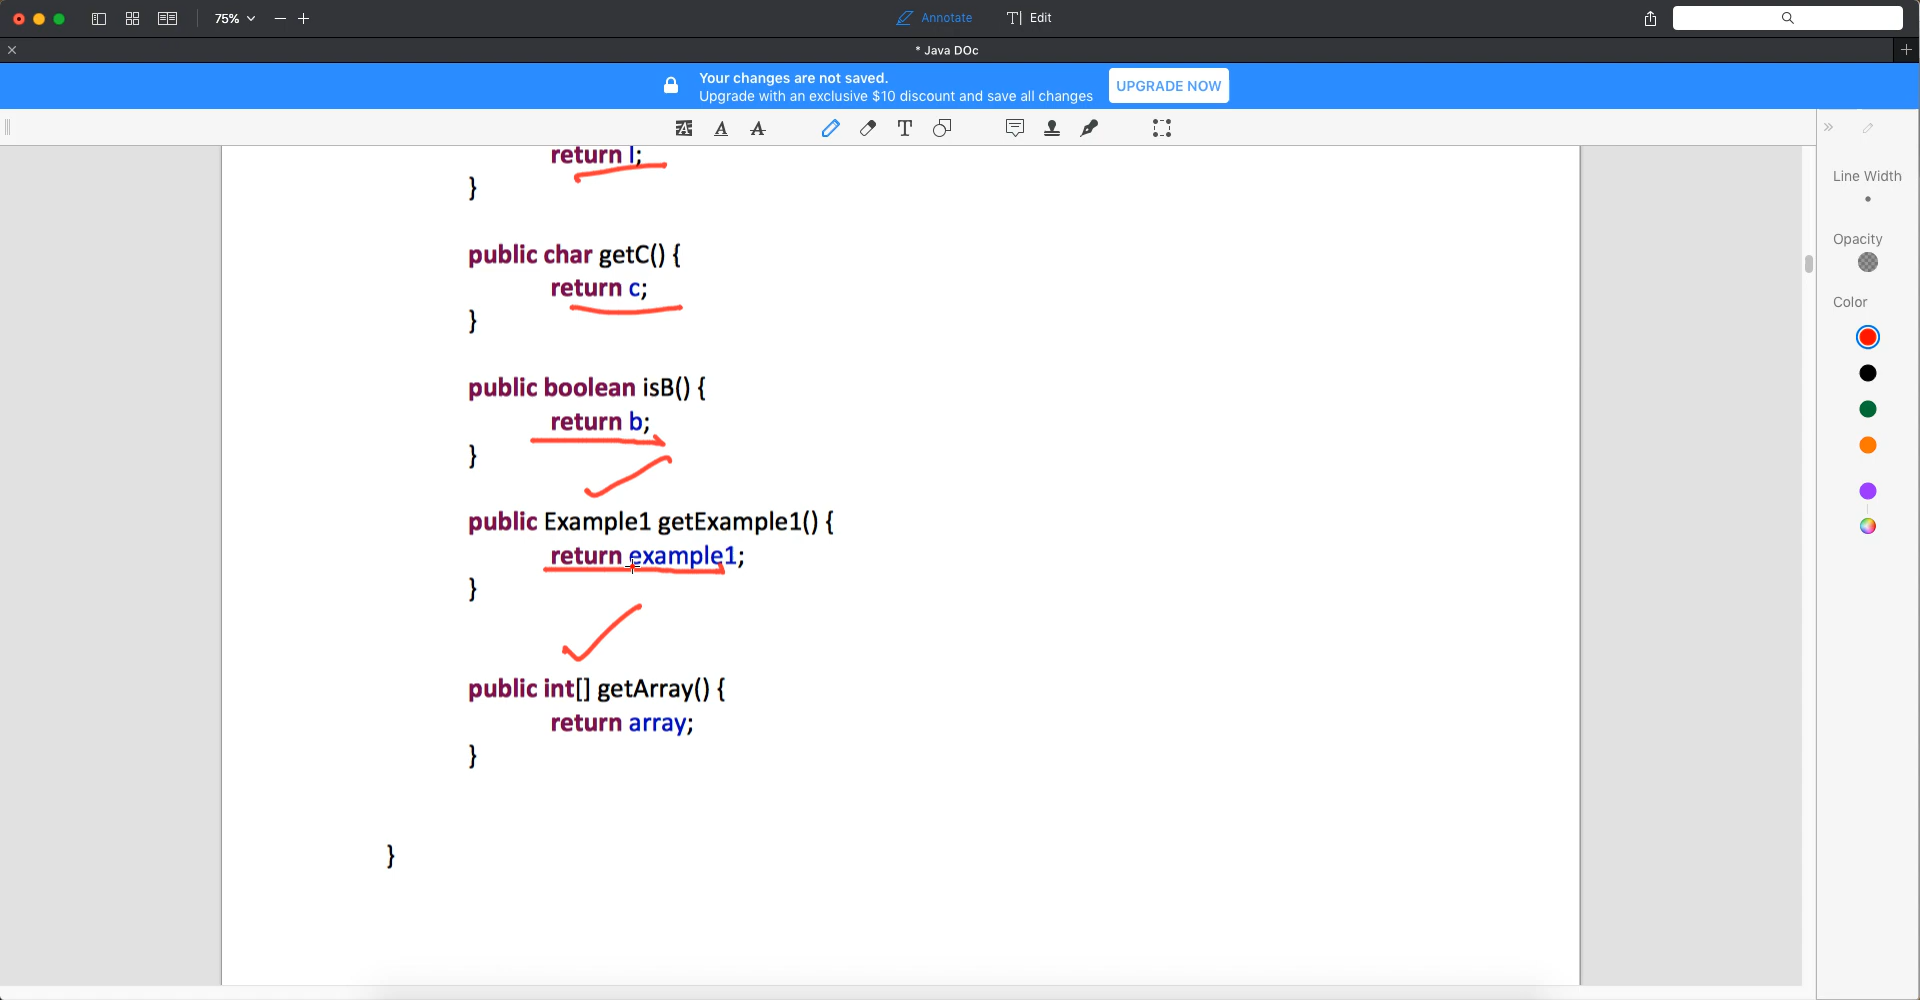 75%
Annotate
Edit
* Java DOc
Your changes are not saved.
Upgrade with an exclusive $10 discount and save all changes
UPGRADE NOW
Line Width
Opacity
Color
return l;
}
public char getC() {
return c;
}
public boolean isB() {
return b;
}
public Example1 getExample1() {
return example1;
}
public int[] getArray() {
return array;
}
}